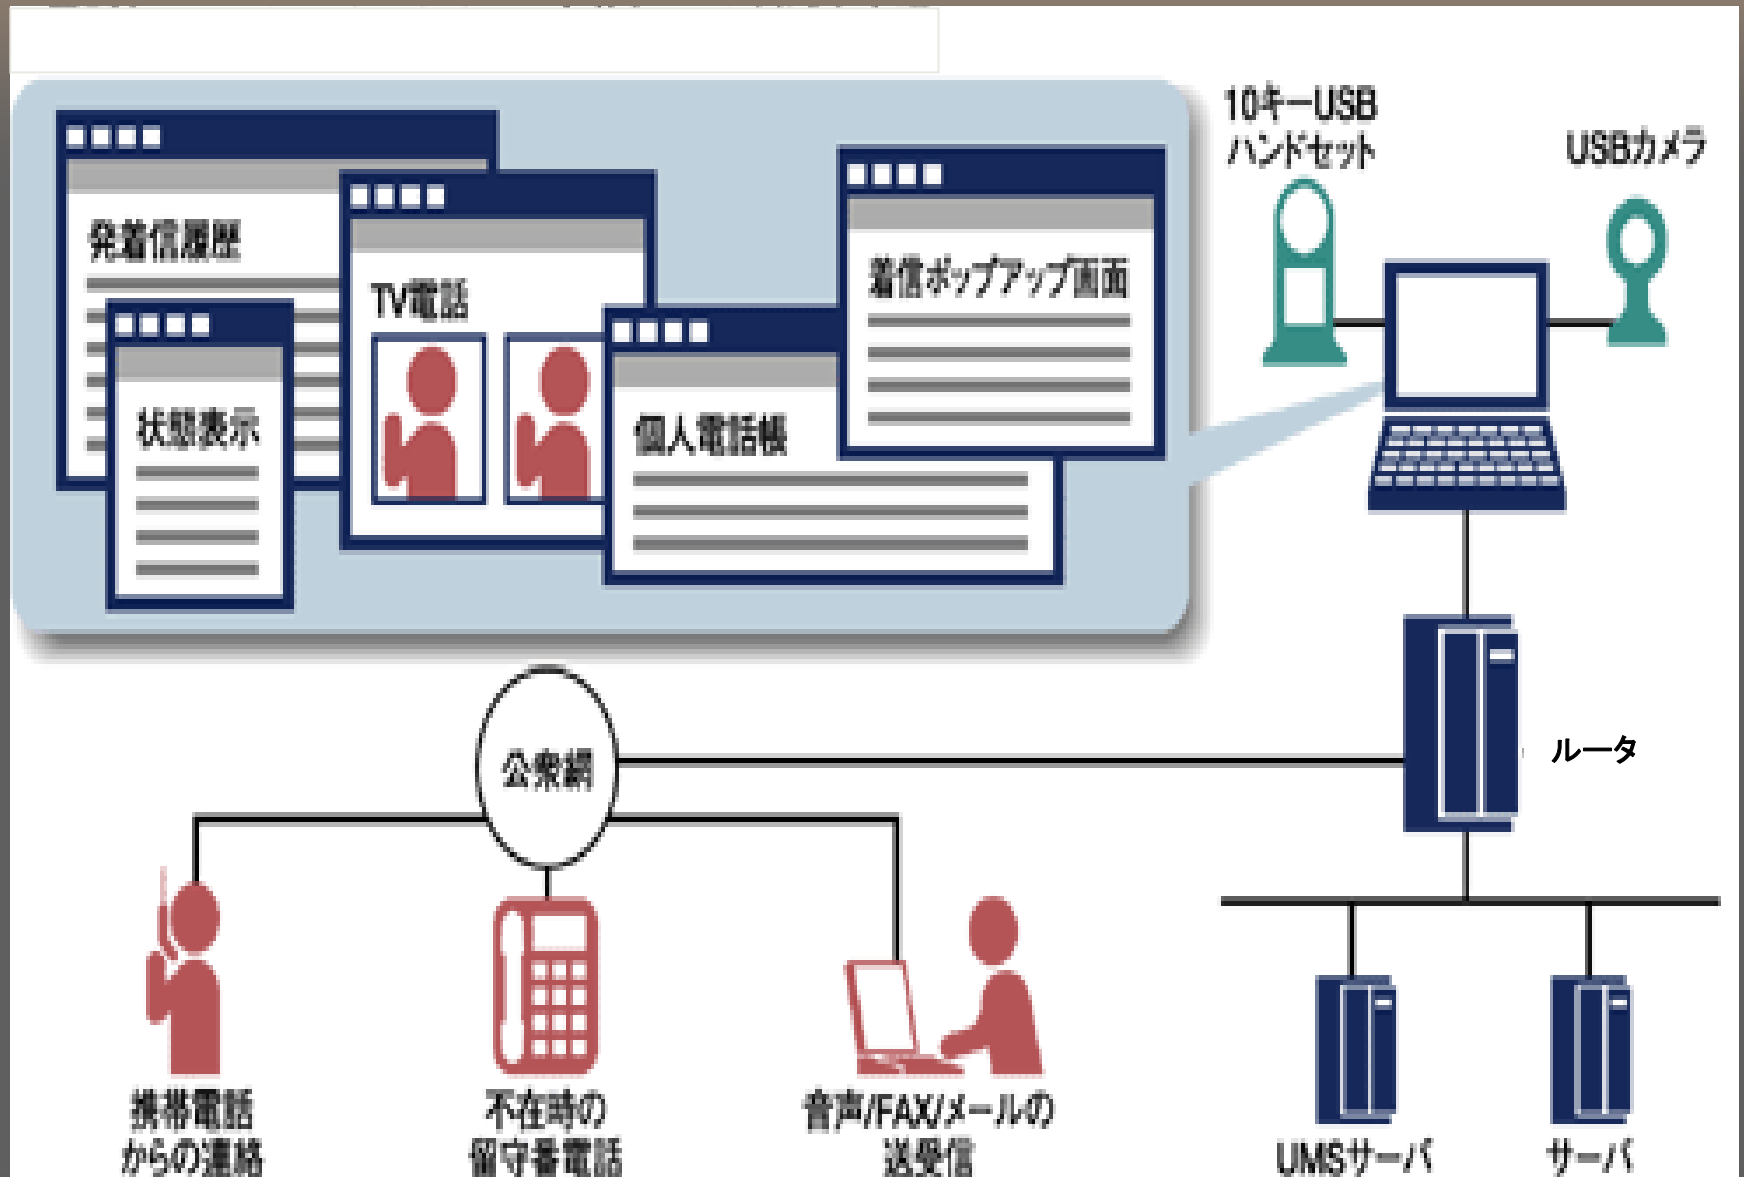 10キーUSB
ハンドセット
USBカメラ
発着信履歴
TV電話
着信ポップアップ画面
状態表示
個人電話帳
公衆網
ルータ
携帯電話
からの連絡
不在時の
留守番電話
音声/FAX/メールの
送受信
UMSサーバ
サーバ